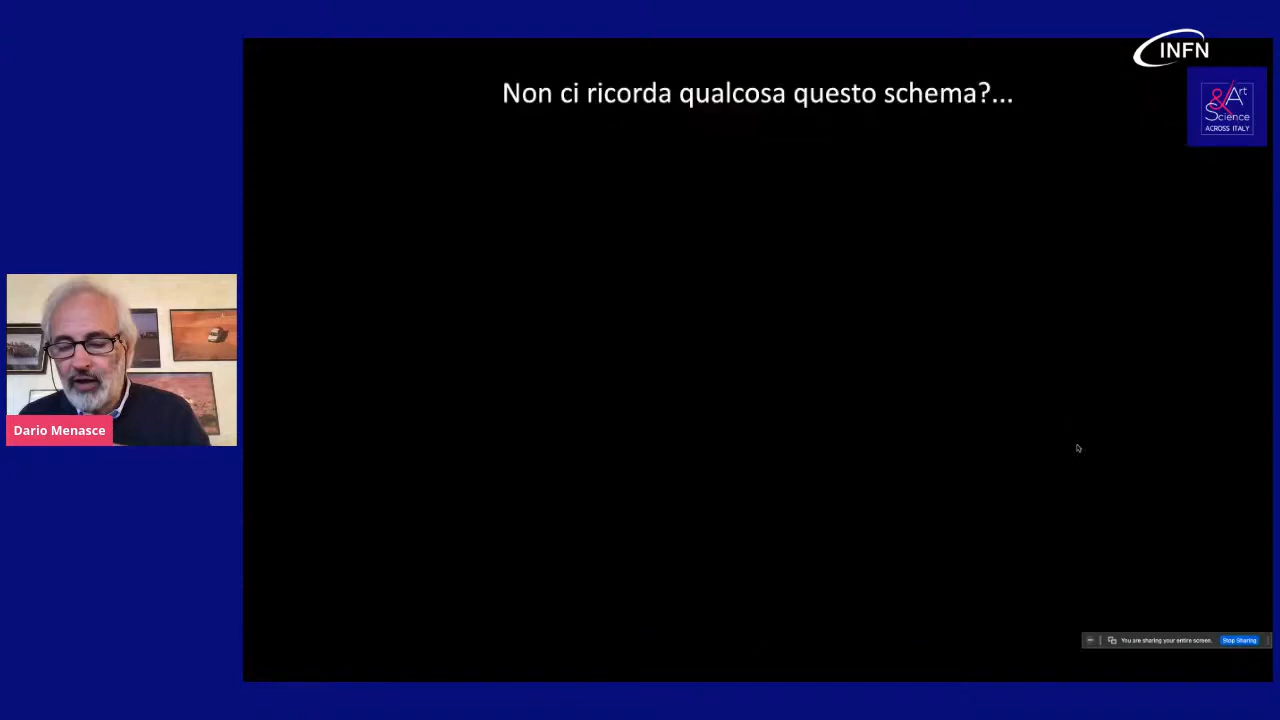 INFN
Non ci ricorda qualcosa questo schema?...
&Art
Science
ACROSS ITALY
Dario Menasce
You are sharing your entire screen.
Stop Sharing